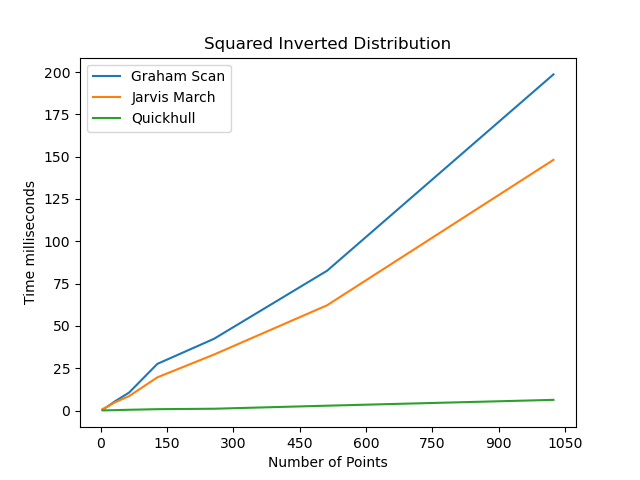 Squared Inverted Distribution
Graham Scan
Jarvis March
Quickhull
Time milliseconds
200
175
150
125
100
75
50
25
0
0 150 300 450 600 750 900 1050
Number of Points